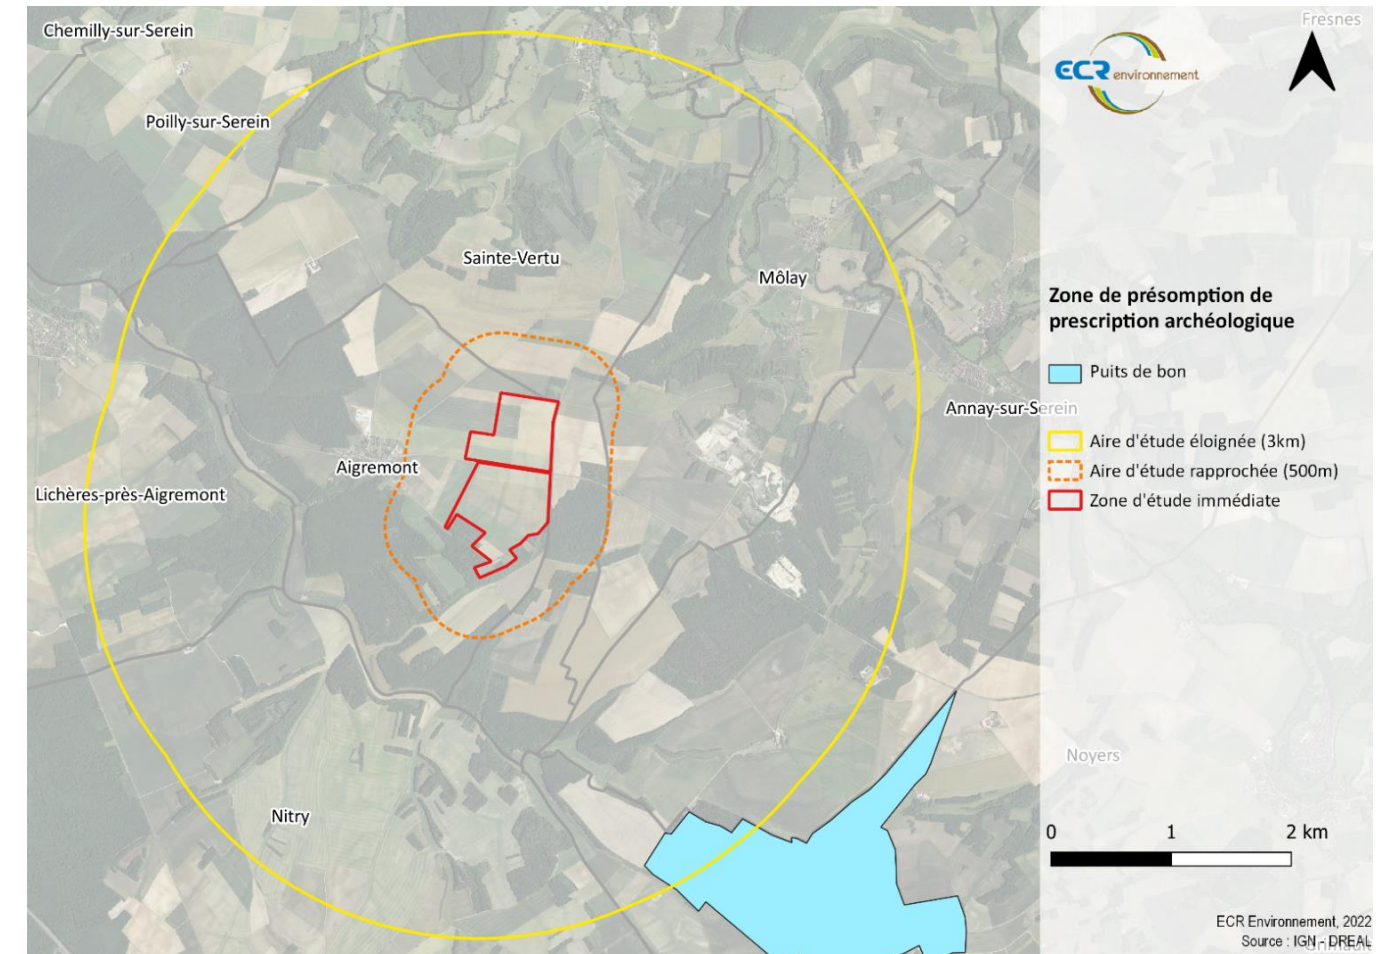 Chemilly-sur-Serein
Fresnes
ECR environnement
Poilly-sur-Serein
Sainte-Vertu
Môlay
Zone de présomption de
prescription archéologique
Puits de bon
Annay-sur-Serein
Aire d'étude éloignée (3km)
Aigremont
Aire d'étude rapprochée (500m)
Lichères-près-Aigremont
Zone d'étude immédiate
Noyers
Nitry
0 1 2 km
ECR Environnement, 2022
Source : IGN - DREAL
Grimault